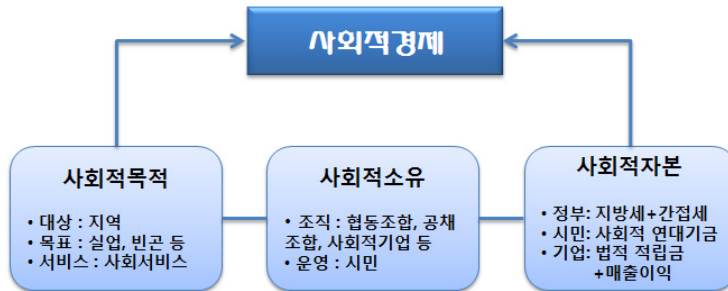 사회적경제
사회적목적
• 대상 : 지역
• 목표 : 실업, 빈곤 등
• 서비스 : 사회서비스
사회적소유
• 조직 : 협동조합, 공채
조합, 사회적기업 등
• 운영 : 시민
사회적자본
• 정부: 지방세+간접세
• 시민: 사회적 연대기금
• 기업: 법적 적립금
+매출이익